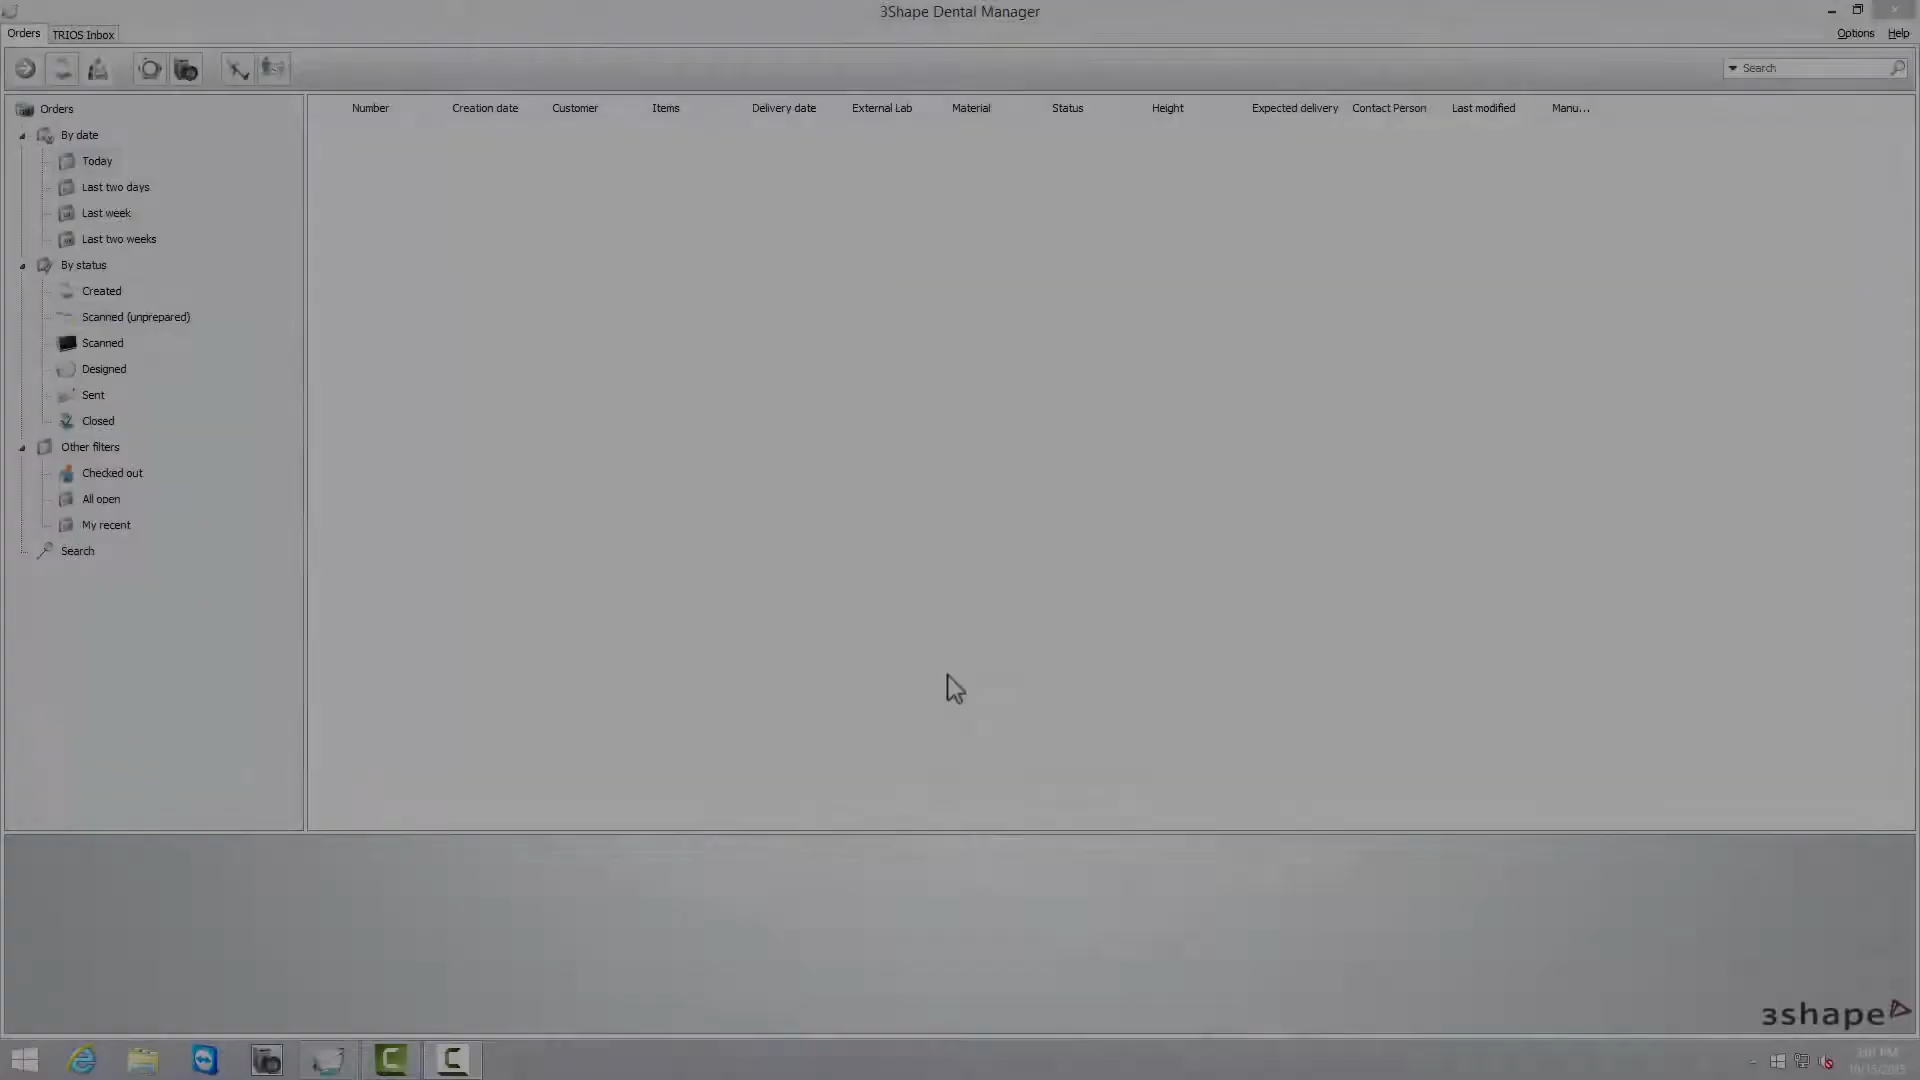 3Shape Dental Manager
Orders
TRIOS Inbox
Options
Help
Search
Orders
By date
Today
Last two days
Last week
Last two weeks
By status
Created
Scanned (unprepared)
Scanned
Designed
Sent
Closed
Other filters
Checked out
All open
My recent
Search
Number
Creation date
Customer
Items
Delivery date
External Lab
Material
Status
Height
Expected delivery
Contact Person
Last modified
Manu...
3shape